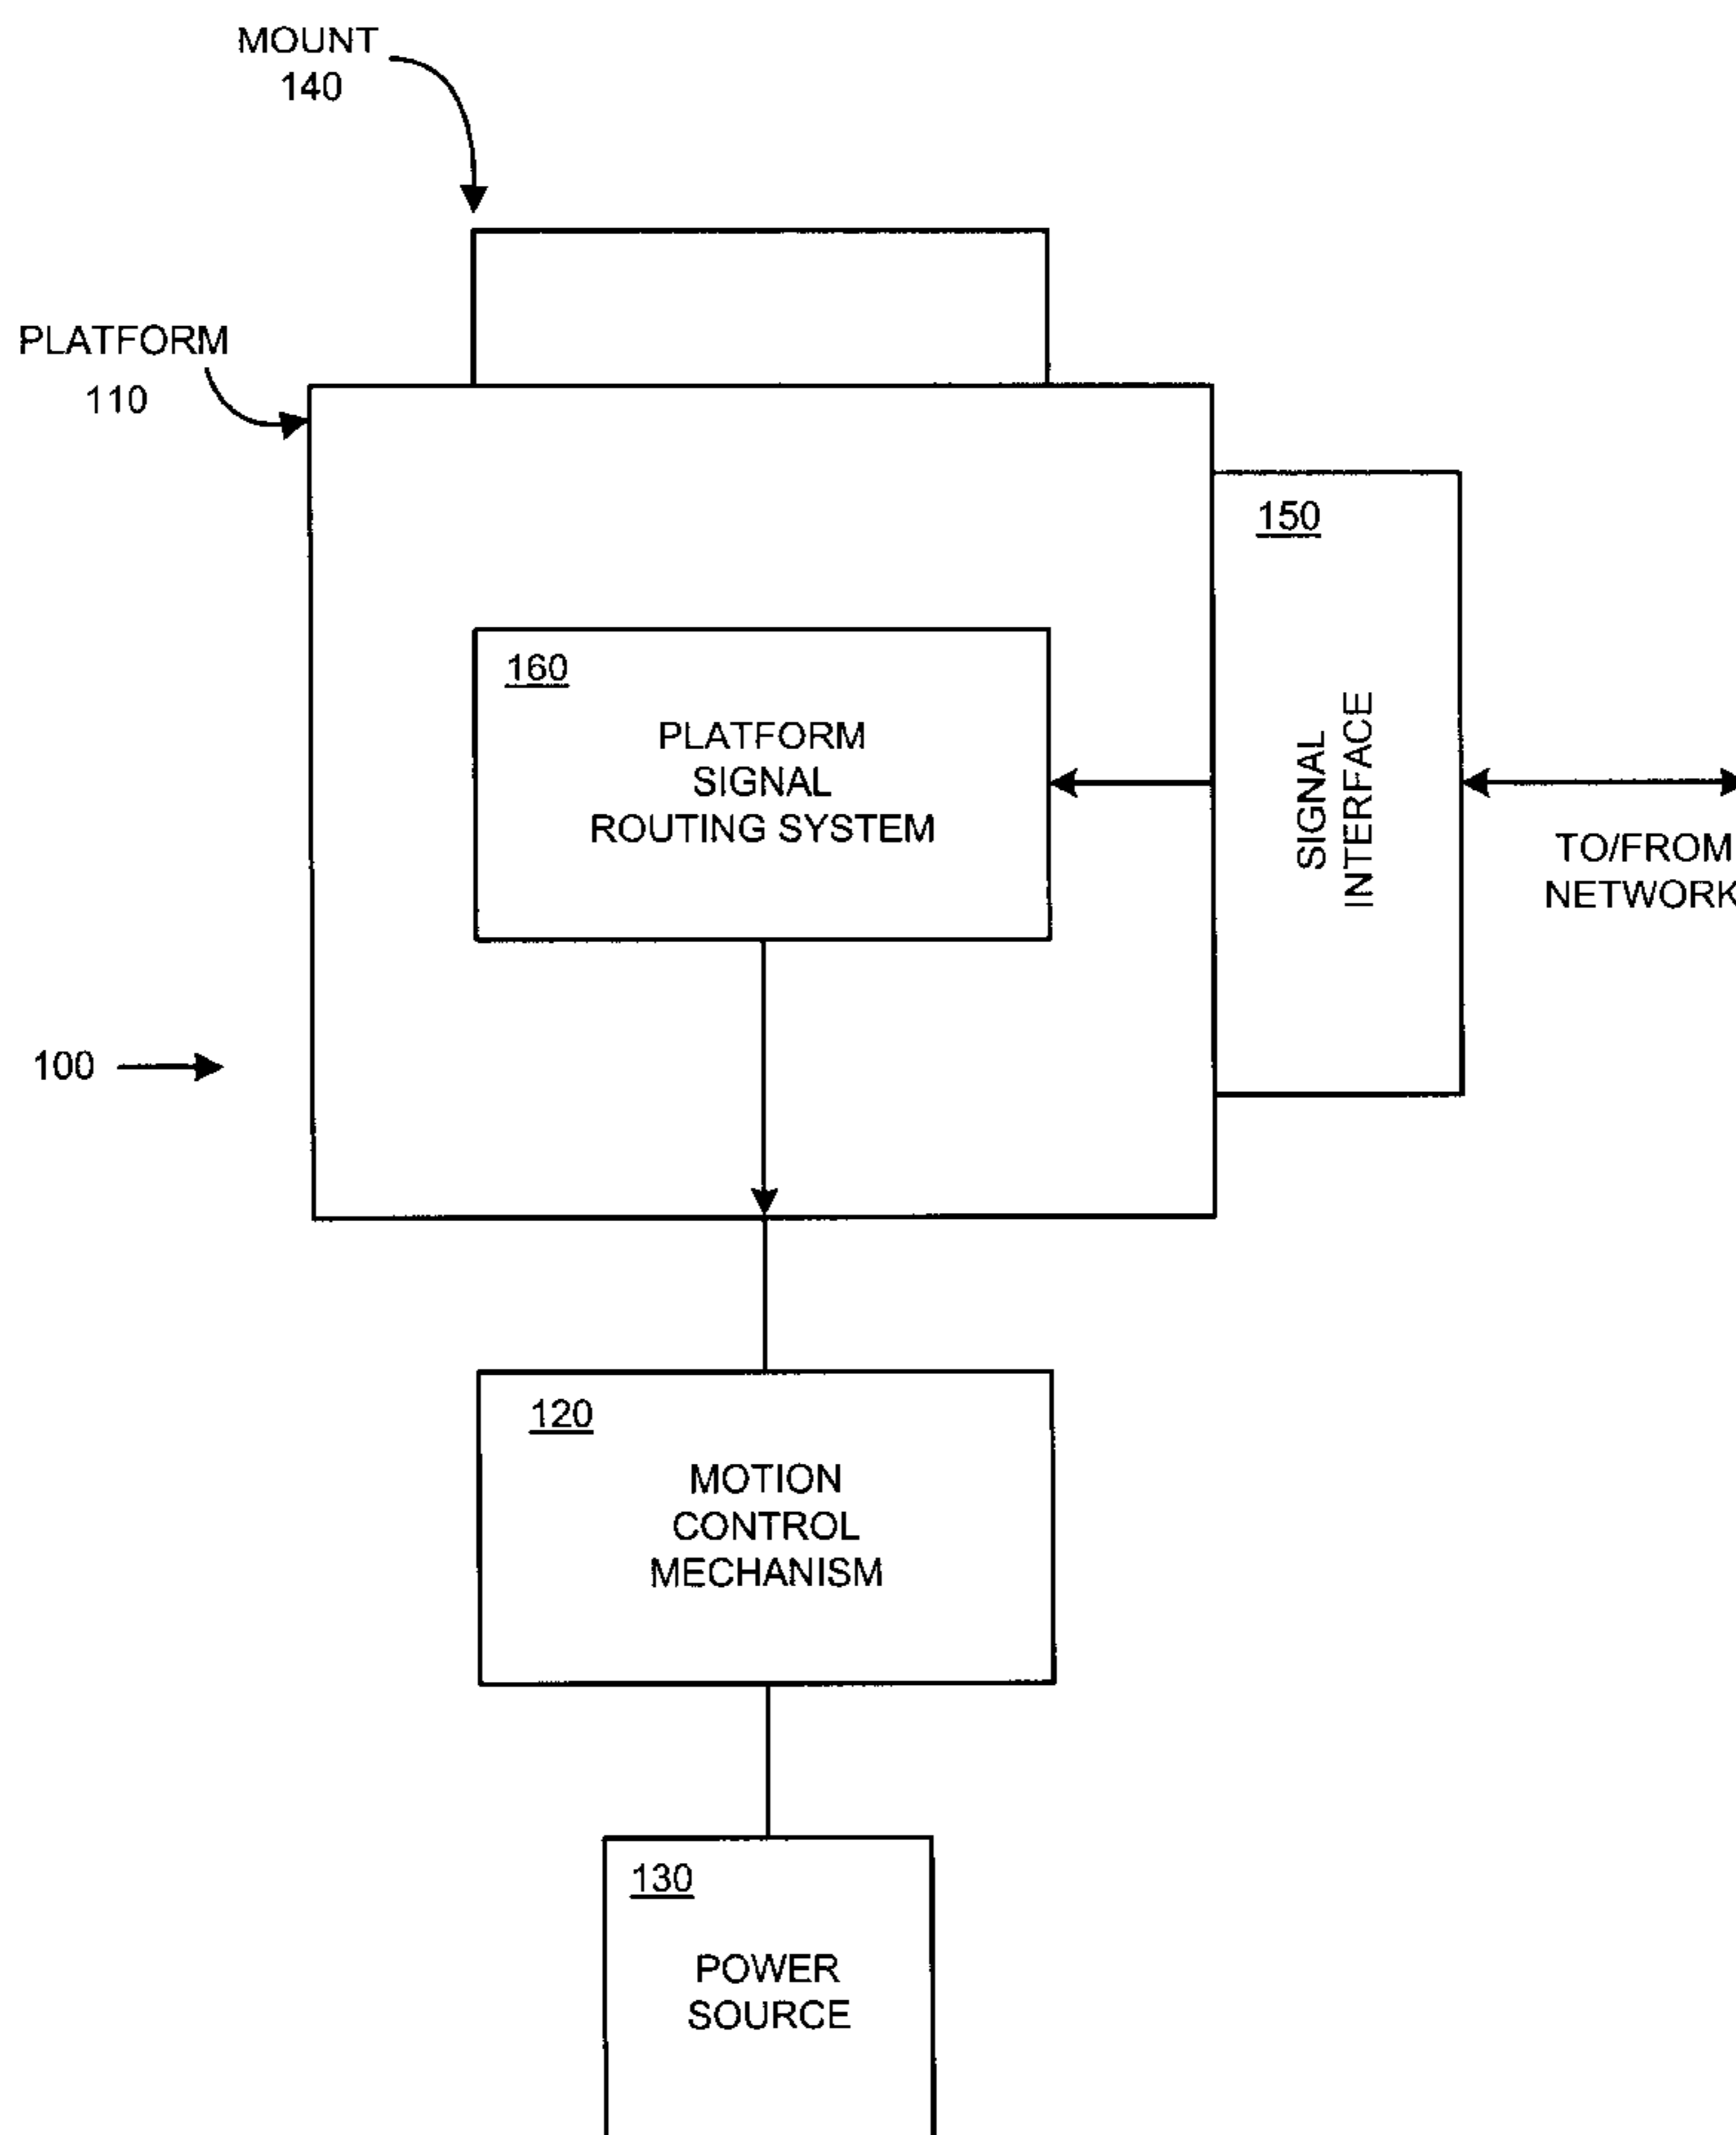 MOUNT
140
PLATFORM
110
150
160
PLATFORM
SIGNAL
ROUTING SYSTEM
SIGNAL
INTERFACE
TO/FROM
NETWORK
100
120
MOTION
CONTROL
MECHANISM
130
POWER
SOURCE